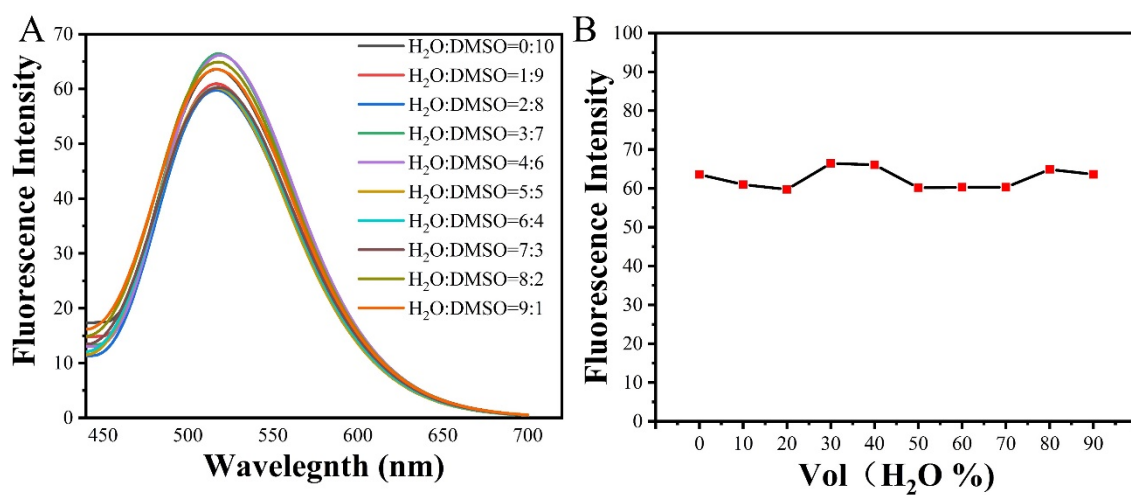 A
Fluorescence Intensity
70
60
50
40
30
20
10
0
H₂O:DMSO=0:10
H₂O:DMSO=1:9
H₂O:DMSO=2:8
H₂O:DMSO=3:7
H₂O:DMSO=4:6
H₂O:DMSO=5:5
H₂O:DMSO=6:4
H₂O:DMSO=7:3
H₂O:DMSO=8:2
H₂O:DMSO=9:1
450 500 550 600 650 700
Wavelegnth (nm)
B
Fluorescence Intensity
100
90
80
70
60
50
40
30
20
10
0
0 10 20 30 40 50 60 70 80 90
Vol（H₂O %)